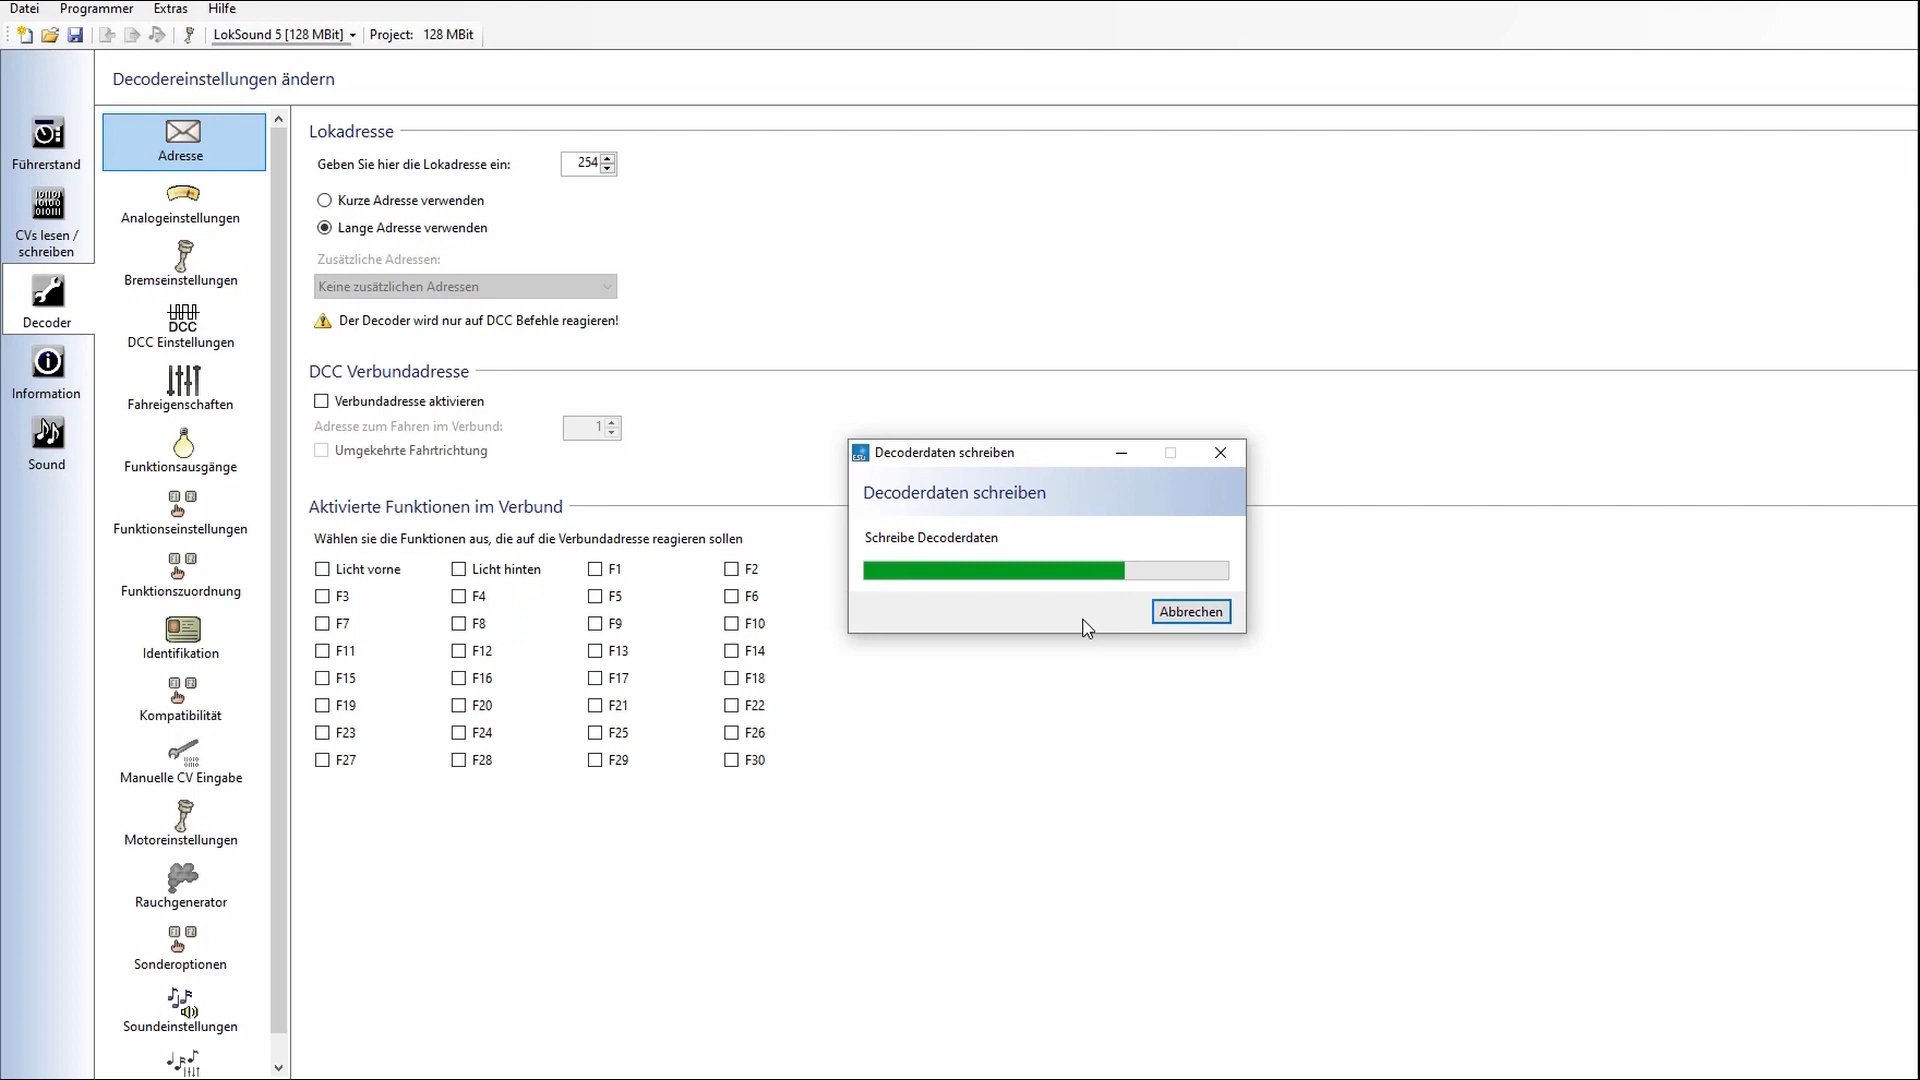 Datei Programmer Extras Hilfe
LokSound 5 [128 MBit] Project: 128 MBit
Decodereinstellungen ändern
Führerstand
CVs lesen /
schreiben
Decoder
Information
Sound
Adresse
Analogeinstellungen
Bremseinstellungen
DCC
DCC Einstellungen
Fahreigenschaften
Funktionsausgänge
Funktionseinstellungen
Funktionszuordnung
Identifikation
Kompatibilität
Manuelle CV Eingabe
Motoreinstellungen
Rauchgenerator
Sonderoptionen
Soundeinstellungen
Lokadresse
Geben Sie hier die Lokadresse ein: 254
Kurze Adresse verwenden
Lange Adresse verwenden
Zusätzliche Adressen:
Keine zusätzlichen Adressen
Der Decoder wird nur auf DCC Befehle reagieren!
DCC Verbundadresse
Verbundadresse aktivieren
Adresse zum Fahren im Verbund: 1
Umgekehrte Fahrtrichtung
Aktivierte Funktionen im Verbund
Wählen sie die Funktionen aus, die auf die Verbundadresse reagieren sollen
Licht vorne Licht hinten F1 F2
F3 F4 F5 F6
F7 F8 F9 F10
F11 F12 F13 F14
F15 F16 F17 F18
F19 F20 F21 F22
F23 F24 F25 F26
F27 F28 F29 F30
ESU Decoderdaten schreiben
Decoderdaten schreiben
Schreibe Decoderdaten
Abbrechen